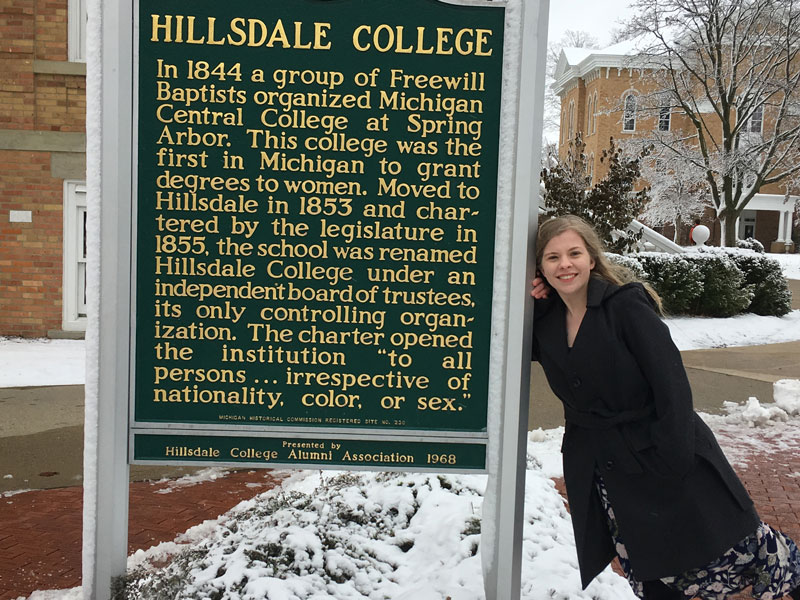 HILLSDALE COLLEGE
In 1844 a group of Freewill
Baptists organized Michigan
Central College at Spring
Arbor. This college was the
first in Michigan to grant
degrees to women. Moved to
Hillsdale in 1853 and char-
tered by the legislature in
1855, the school was renamed
Hillsdale College under an
independent board of trustees,
its only controlling organ-
ization. The charter opened
the institution "to all
persons ... irrespective of
nationality, color, or sex."
MICHIGAN HISTORICAL COMMISSION REGISTERED SITE NO. 220
Presented by
Hillsdale College Alumni Association 1968